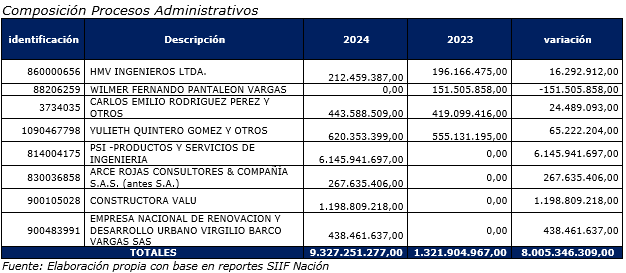 Composición Procesos Administrativos
identificación Descripción 2024 2023 variación
860000656 HMV INGENIEROS LTDA. 212.459.387,00 196.166.475,00 16.292.912,00
88206259 WILMER FERNANDO PANTALEON VARGAS 0,00 151.505.858,00 -151.505.858,00
3734035 CARLOS EMILIO RODRIGUEZ PEREZ Y
OTROS 443.588.509,00 419.099.416,00 24.489.093,00
1090467798 YULIETH QUINTERO GOMEZ Y OTROS 620.353.399,00 555.131.195,00 65.222.204,00
814004175 PSI -PRODUCTOS Y SERVICIOS DE
INGENIERIA 6.145.941.697,00 0,00 6.145.941.697,00
830036858 ARCE ROJAS CONSULTORES & COMPAÑÍA
S.A.S. (antes S.A.) 267.635.406,00 0,00 267.635.406,00
900105028 CONSTRUCTORA VALU 1.198.809.218,00 0,00 1.198.809.218,00
900483991 EMPRESA NACIONAL DE RENOVACION Y
DESARROLLO URBANO VIRGILIO BARCO
VARGAS SAS 438.461.637,00 0,00 438.461.637,00
TOTALES 9.327.251.277,00 1.321.904.967,00 8.005.346.309,00
Fuente: Elaboración propia con base en reportes SIIF Nación